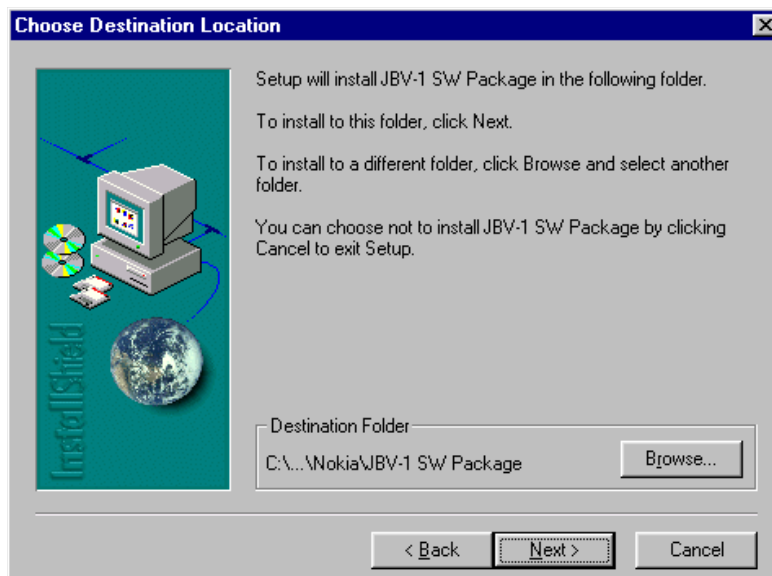 Choose Destination Location
Setup will install JBV-1 SW Package in the following folder.
To install to this folder, click Next.
To install to a different folder, click Browse and select another
folder.
You can choose not to install JBV-1 SW Package by clicking
Cancel to exit Setup.
InstallShield
Destination Folder
C:\...\Nokia\JBV-1 SW Package
Browse...
< Back
Next >
Cancel